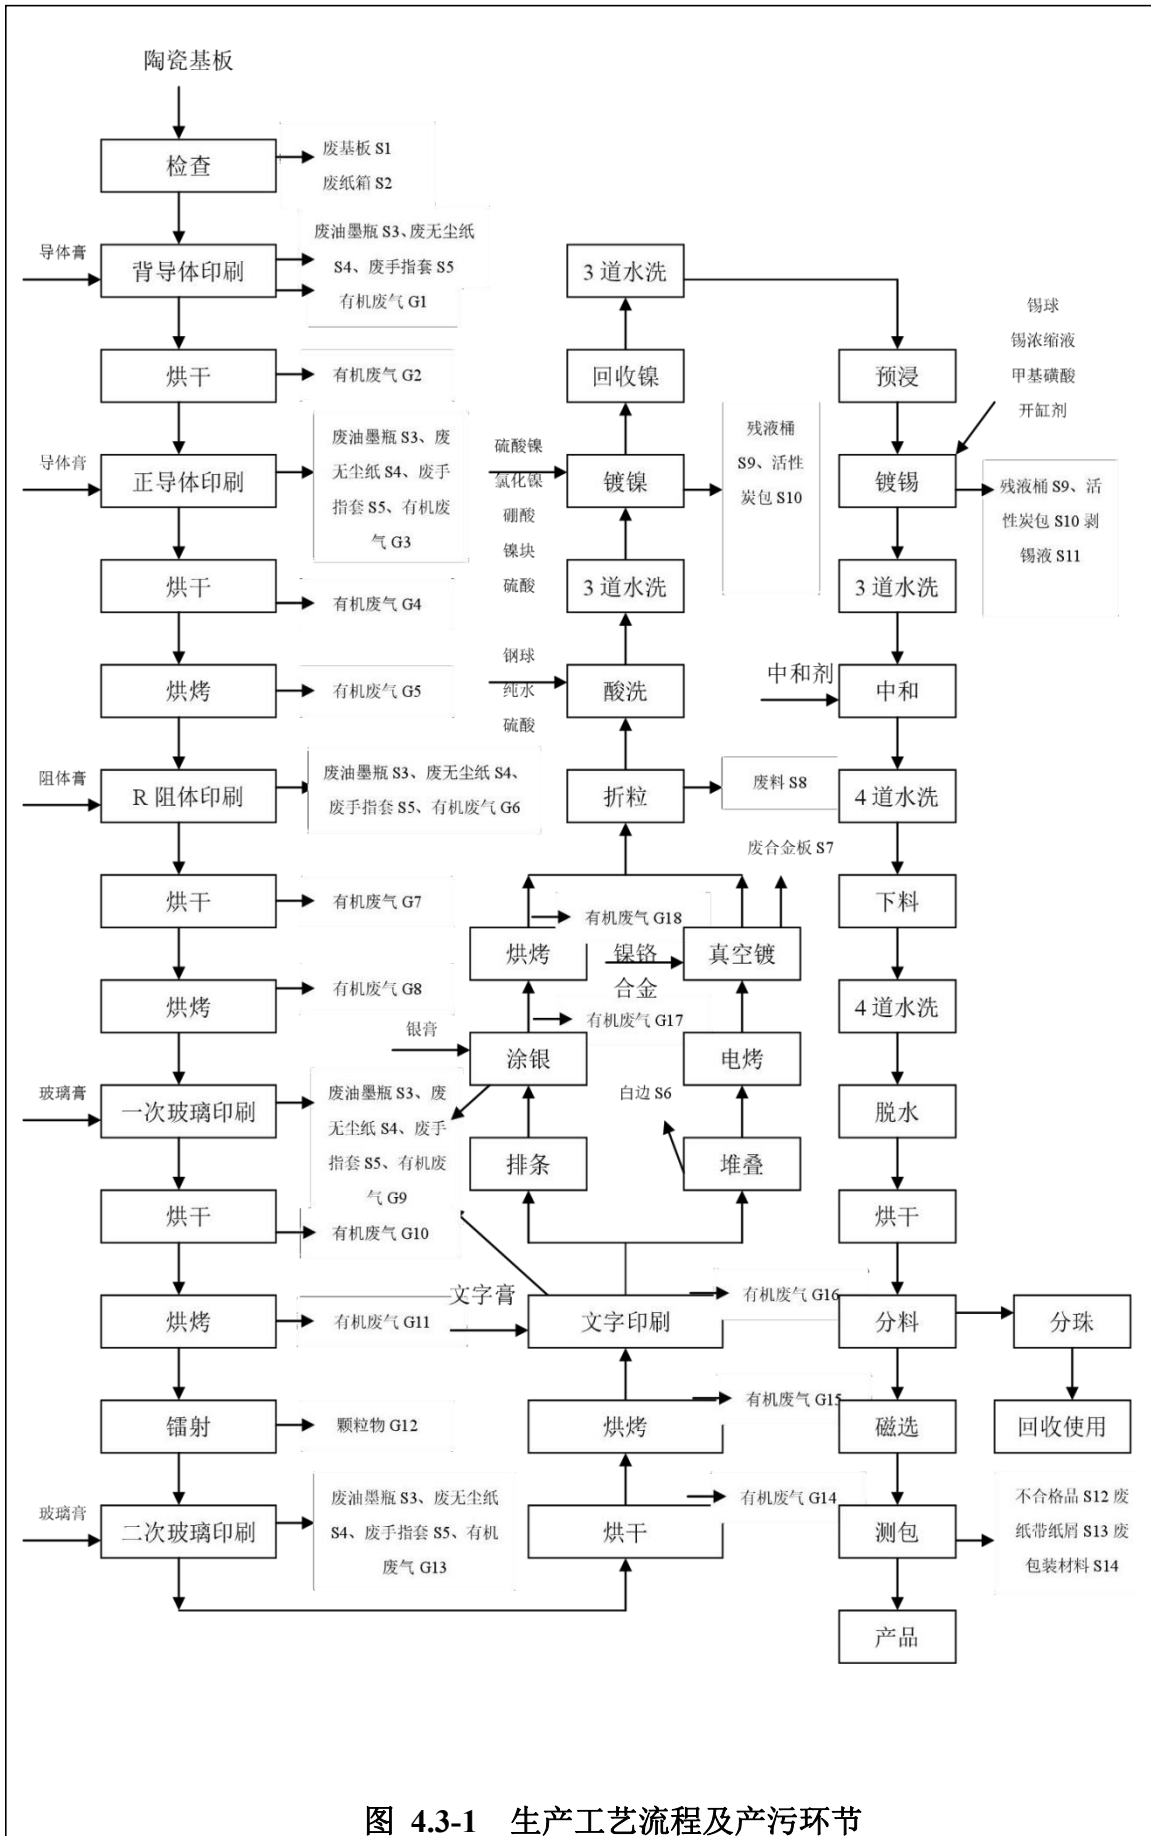 陶瓷基板
检查
废基板 S1
废纸箱 S2
导体膏
背导体印刷
废油墨瓶 S3、废无尘纸
S4、废手指套 S5
有机废气 G1
烘干
有机废气 G2
导体膏
正导体印刷
废油墨瓶 S3、废
无尘纸 S4、废手
指套 S5、有机废
气 G3
烘干
有机废气 G4
烘烤
有机废气 G5
阻体膏
R 阻体印刷
废油墨瓶 S3、废无尘纸 S4、
废手指套 S5、有机废气 G6
烘干
有机废气 G7
烘烤
有机废气 G8
玻璃膏
一次玻璃印刷
废油墨瓶 S3、废
无尘纸 S4、废手
指套 S5、有机废
气 G9
烘干
有机废气 G10
烘烤
有机废气 G11
镭射
颗粒物 G12
玻璃膏
二次玻璃印刷
废油墨瓶 S3、废无尘纸
S4、废手指套 S5、有机
废气 G13
烘干
有机废气 G14
烘烤
有机废气 G15
文字膏
文字印刷
有机废气 G16
排条
银膏
涂银
有机废气 G17
烘烤
有机废气 G18
堆叠
白边 S6
电烤
镍铬
合金
真空镀
废合金板 S7
折粒
废料 S8
钢球
纯水
硫酸
酸洗
3 道水洗
硫酸镍
氯化镍
硼酸
镍块
硫酸
镀镍
残液桶
S9、活性
炭包 S10
回收镍
3 道水洗
预浸
锡球
锡浓缩液
甲基磺酸
开缸剂
镀锡
残液桶 S9、活
性炭包 S10 剥
锡液 S11
3 道水洗
中和剂
中和
4 道水洗
下料
4 道水洗
脱水
烘干
分料
分珠
回收使用
磁选
测包
不合格品 S12 废
纸带纸屑 S13 废
包装材料 S14
产品
图 4.3-1 生产工艺流程及产污环节